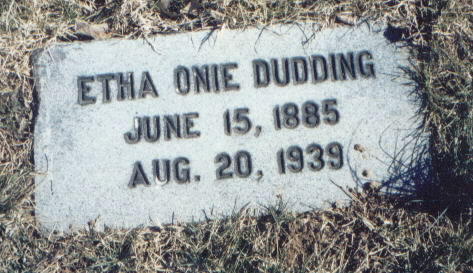 ETHA ONIE DUDDING
JUNE 15, 1885
AUG. 20, 1939